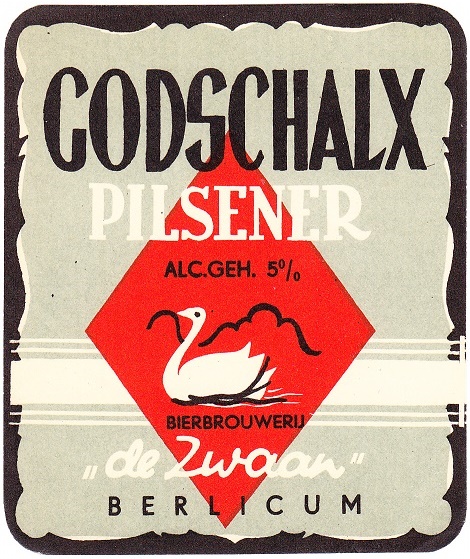 GODSCHALX
PILSENER
ALC.GEH. 5%
BIERBROUWERIJ
„de Zwaan”
BERLICUM